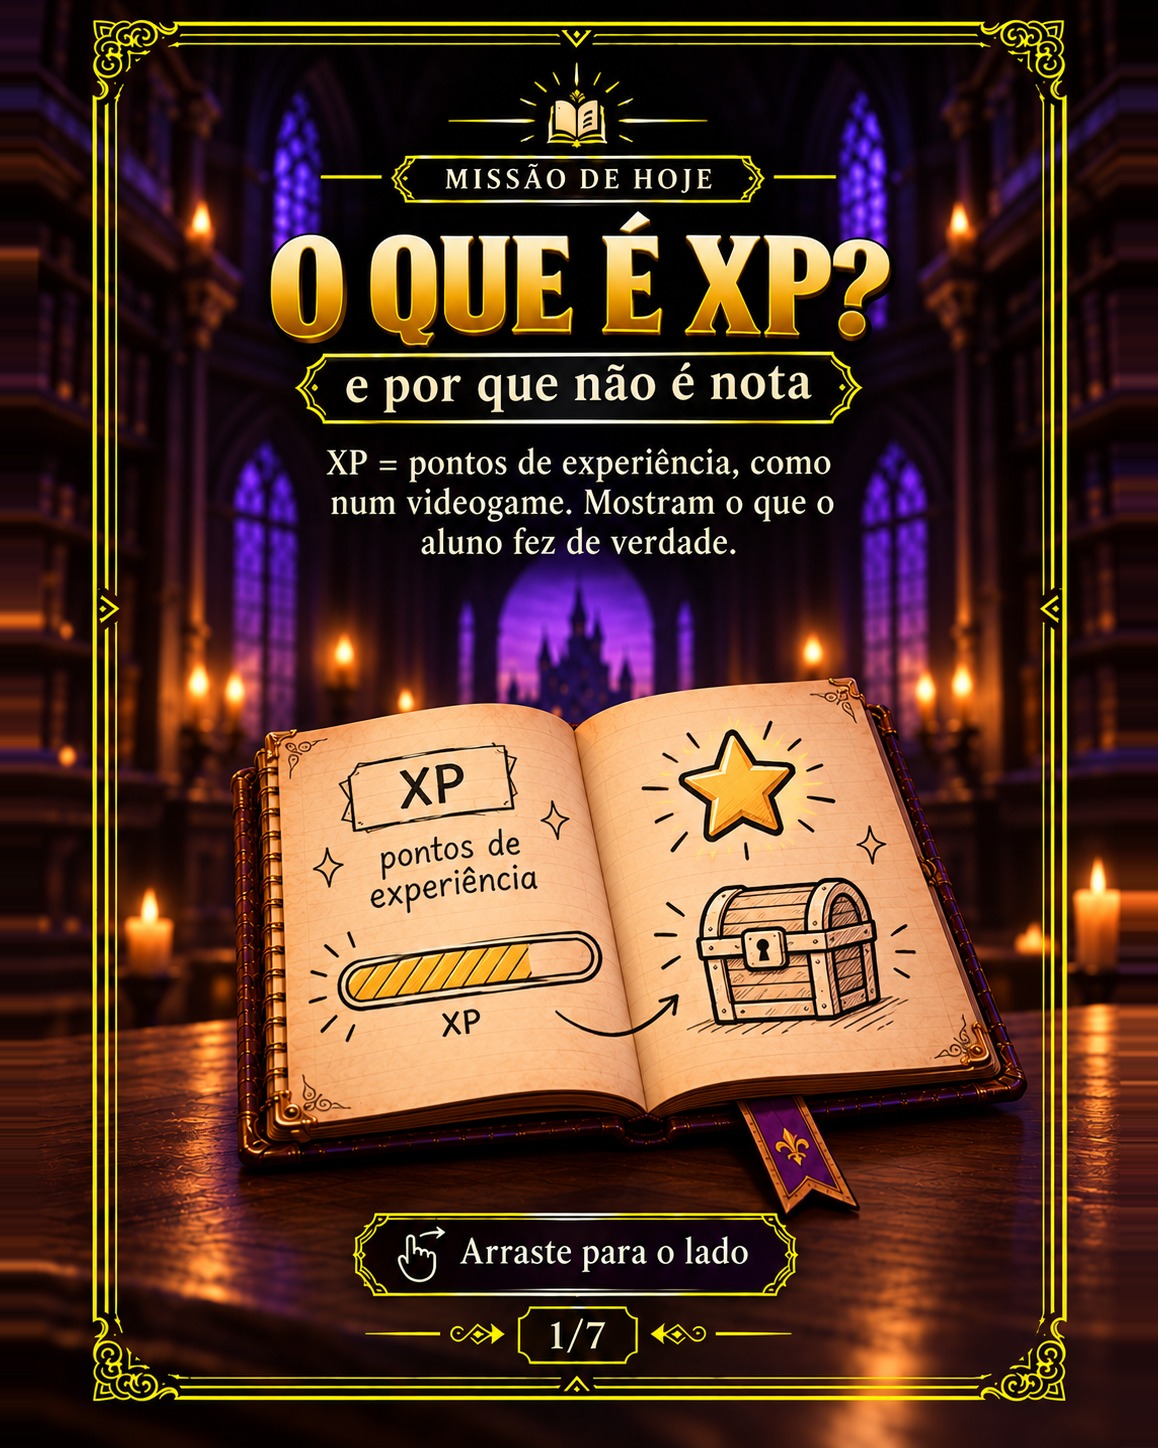 MISSÃO DE HOJE
O QUE É XP?
e por que não é nota
XP = pontos de experiência, como
num videogame. Mostram o que o
aluno fez de verdade.
XP
pontos de
experiência
XP
Arraste para o lado
1/7